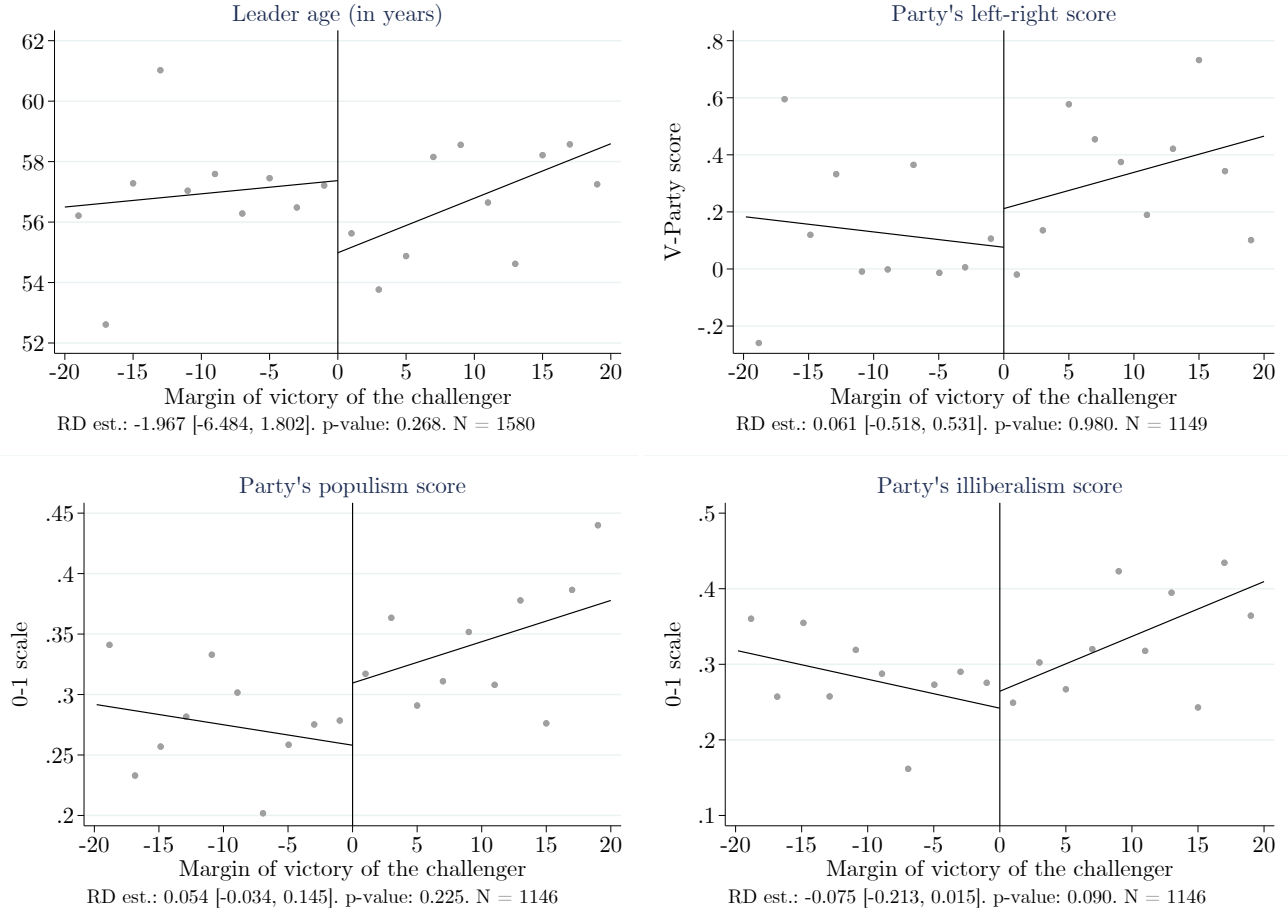 Leader age (in years)
62
60
58
56
54
52
-20 -15 -10 -5 0 5 10 15 20
Margin of victory of the challenger
RD est.: -1.967 [-6.484, 1.802]. p-value: 0.268. N = 1580
Party's left-right score
V-Party score
.8
.6
.4
.2
0
-.2
-20 -15 -10 -5 0 5 10 15 20
Margin of victory of the challenger
RD est.: 0.061 [-0.518, 0.531]. p-value: 0.980. N = 1149
Party's populism score
0-1 scale
.45
.4
.35
.3
.25
.2
-20 -15 -10 -5 0 5 10 15 20
Margin of victory of the challenger
RD est.: 0.054 [-0.034, 0.145]. p-value: 0.225. N = 1146
Party's illiberalism score
0-1 scale
.5
.4
.3
.2
.1
-20 -15 -10 -5 0 5 10 15 20
Margin of victory of the challenger
RD est.: -0.075 [-0.213, 0.015]. p-value: 0.090. N = 1146